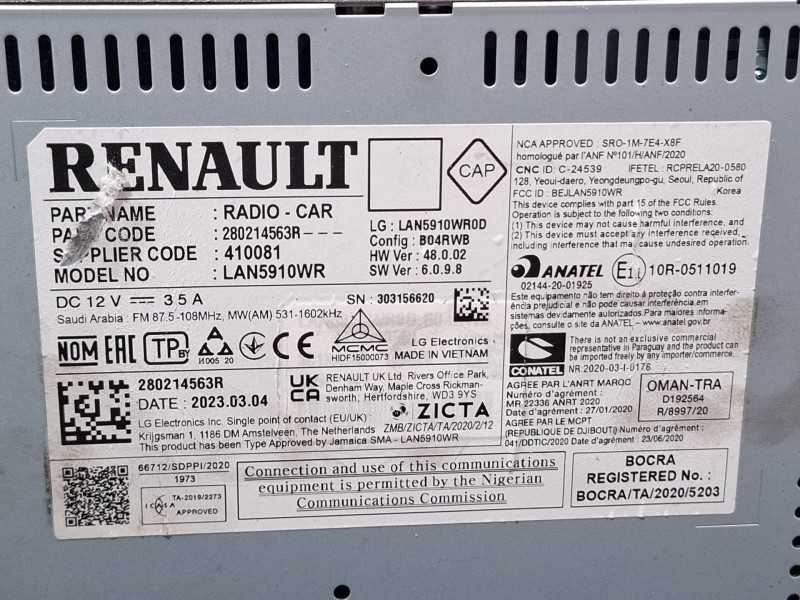 RENAULT
PART NAME : RADIO - CAR
PART CODE : 280214563R---
SUPPLIER CODE : 410081
MODEL NO : LAN5910WR
CAP
LG : LAN5910WR0D
Config : B04RWB
HW Ver : 48.0.02
SW Ver : 6.0.9.8
DC 12 V 3.5 A
SN : 303156620
Saudi Arabia : FM 87.5-108MHz, MW(AM) 531-1602kHz
NOM EAC TP BY
И005 20
CE
MCMC
HIDF15000073
LG Electronics
MADE IN VIETNAM
280214563R
DATE : 2023.03.04
UK CA
RENAULT UK Ltd Rivers Office Park,
Denham Way, Maple Cross Rickman-
sworth, Hertfordshire, WD3 9YS
LG Electronics Inc. Single point of contact (EU/UK) :
Krijgsman 1, 1186 DM Amstelveen, The Netherlands
ZICTA
ZMB/ZICTA/TA/2020/2/12
This product has been Type Approved by Jamaica SMA - LAN5910WR
66712/SDPPI/2020
1973
ICASA
TA-2019/2273
APPROVED
Connection and use of this communications
equipment is permitted by the Nigerian
Communications Commission
NCA APPROVED : SRO-1M-7E4-X8F
homologué par l'ANF N°101/H/ANF/2020
CNC ID: C-24539 IFETEL : RCPRELA20-0580
128, Yeoui-daero, Yeongdeungpo-gu, Seoul, Republic of
FCC ID : BEJLAN5910WR Korea
This device complies with part 15 of the FCC Rules.
Operation is subject to the following two conditions:
(1) This device may not cause harmful interference, and
(2) This device must accept any interference received,
including interference that may cause undesired operation.
ANATEL
02144-20-01925
E11 10R-0511019
Este equipamento não tem direito à proteção contra interfe-
rência prejudicial e não pode causar interferência em
sistemas devidamente autorizados.Para maiores informa-
ções, consulte o site da ANATEL – www.anatel.gov.br
CONATEL
There is not an exclusive commercial
representative in Paraguay and the product can
be imported freely by any importer/commerce.
NR:2020-03-I-0176
AGREE PAR L'ANRT MAROC
Numéro d'agrément :
MR 22336 ANRT 2020
Date d'agrément : 27/01/2020
OMAN-TRA
D192564
R/8997/20
AGREE PAR LE MCPT
(REPUBLIQUE DE DJIBOUTI)Numéro d'agrément :
041/DDTIC/2020 Date d'agrément : 23/06/2020
BOCRA
REGISTERED No. :
BOCRA/TA/2020/5203